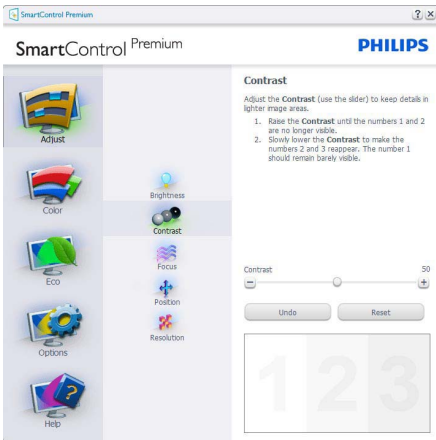 SmartControl Premium
SmartControl Premium
PHILIPS
Adjust
Color
Eco
Options
Help
Brightness
Contrast
Focus
Position
Resolution
Contrast
Adjust the Contrast (use the slider) to keep details in
lighter image areas.
1. Raise the Contrast until the numbers 1 and 2
are no longer visible.
2. Slowly lower the Contrast to make the
numbers 2 and 3 reappear. The number 1
should remain barely visible.
Contrast 50
Undo Reset
1 2 3